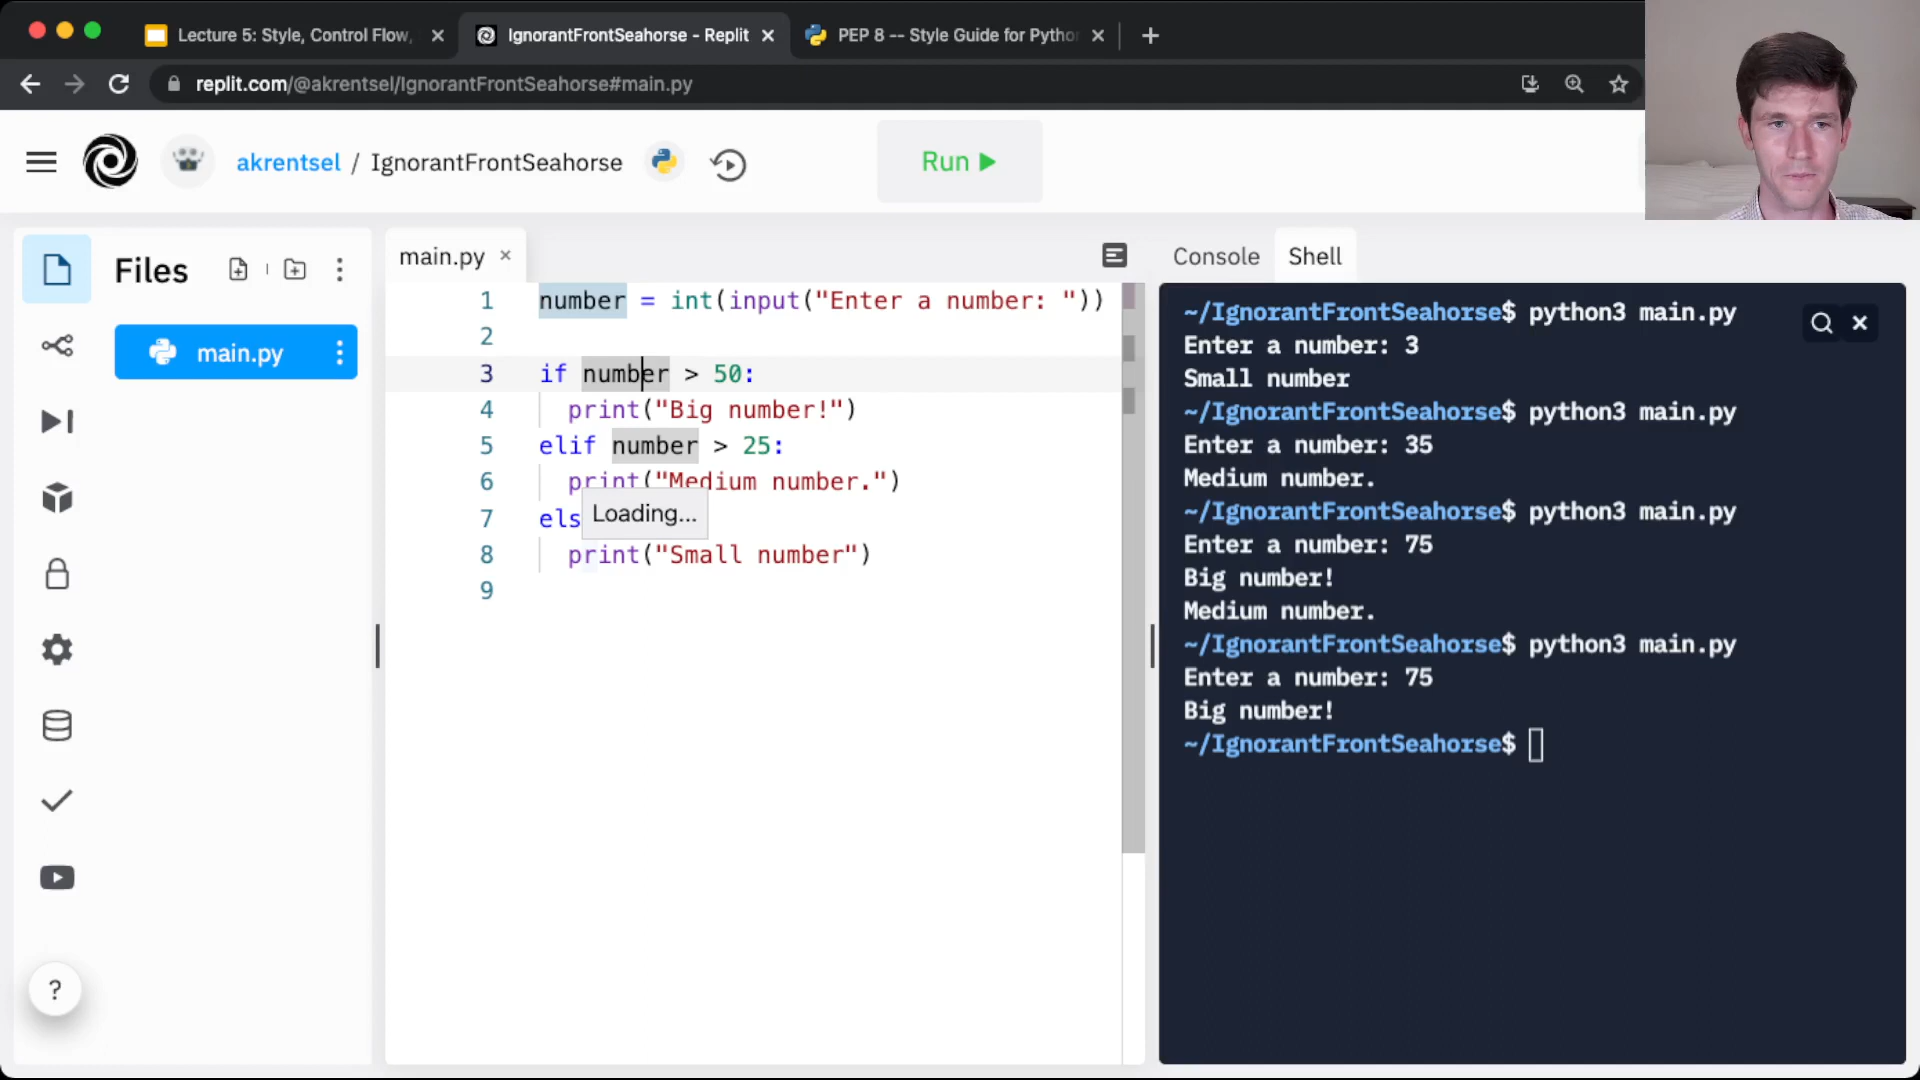 Lecture 5: Style, Control Flow,
IgnorantFrontSeahorse - Replit
PEP 8 -- Style Guide for Pytho
replit.com/@akrentsel/IgnorantFrontSeahorse#main.py
akrentsel / IgnorantFrontSeahorse
Run
Files
main.py
main.py
1 number = int(input("Enter a number: "))
2
3 if number > 50:
4 print("Big number!")
5 elif number > 25:
6 print("Medium number.")
7 els
Loading...
8 print("Small number")
9
Console
Shell
~/IgnorantFrontSeahorse$ python3 main.py
Enter a number: 3
Small number
~/IgnorantFrontSeahorse$ python3 main.py
Enter a number: 35
Medium number.
~/IgnorantFrontSeahorse$ python3 main.py
Enter a number: 75
Big number!
Medium number.
~/IgnorantFrontSeahorse$ python3 main.py
Enter a number: 75
Big number!
~/IgnorantFrontSeahorse$
?